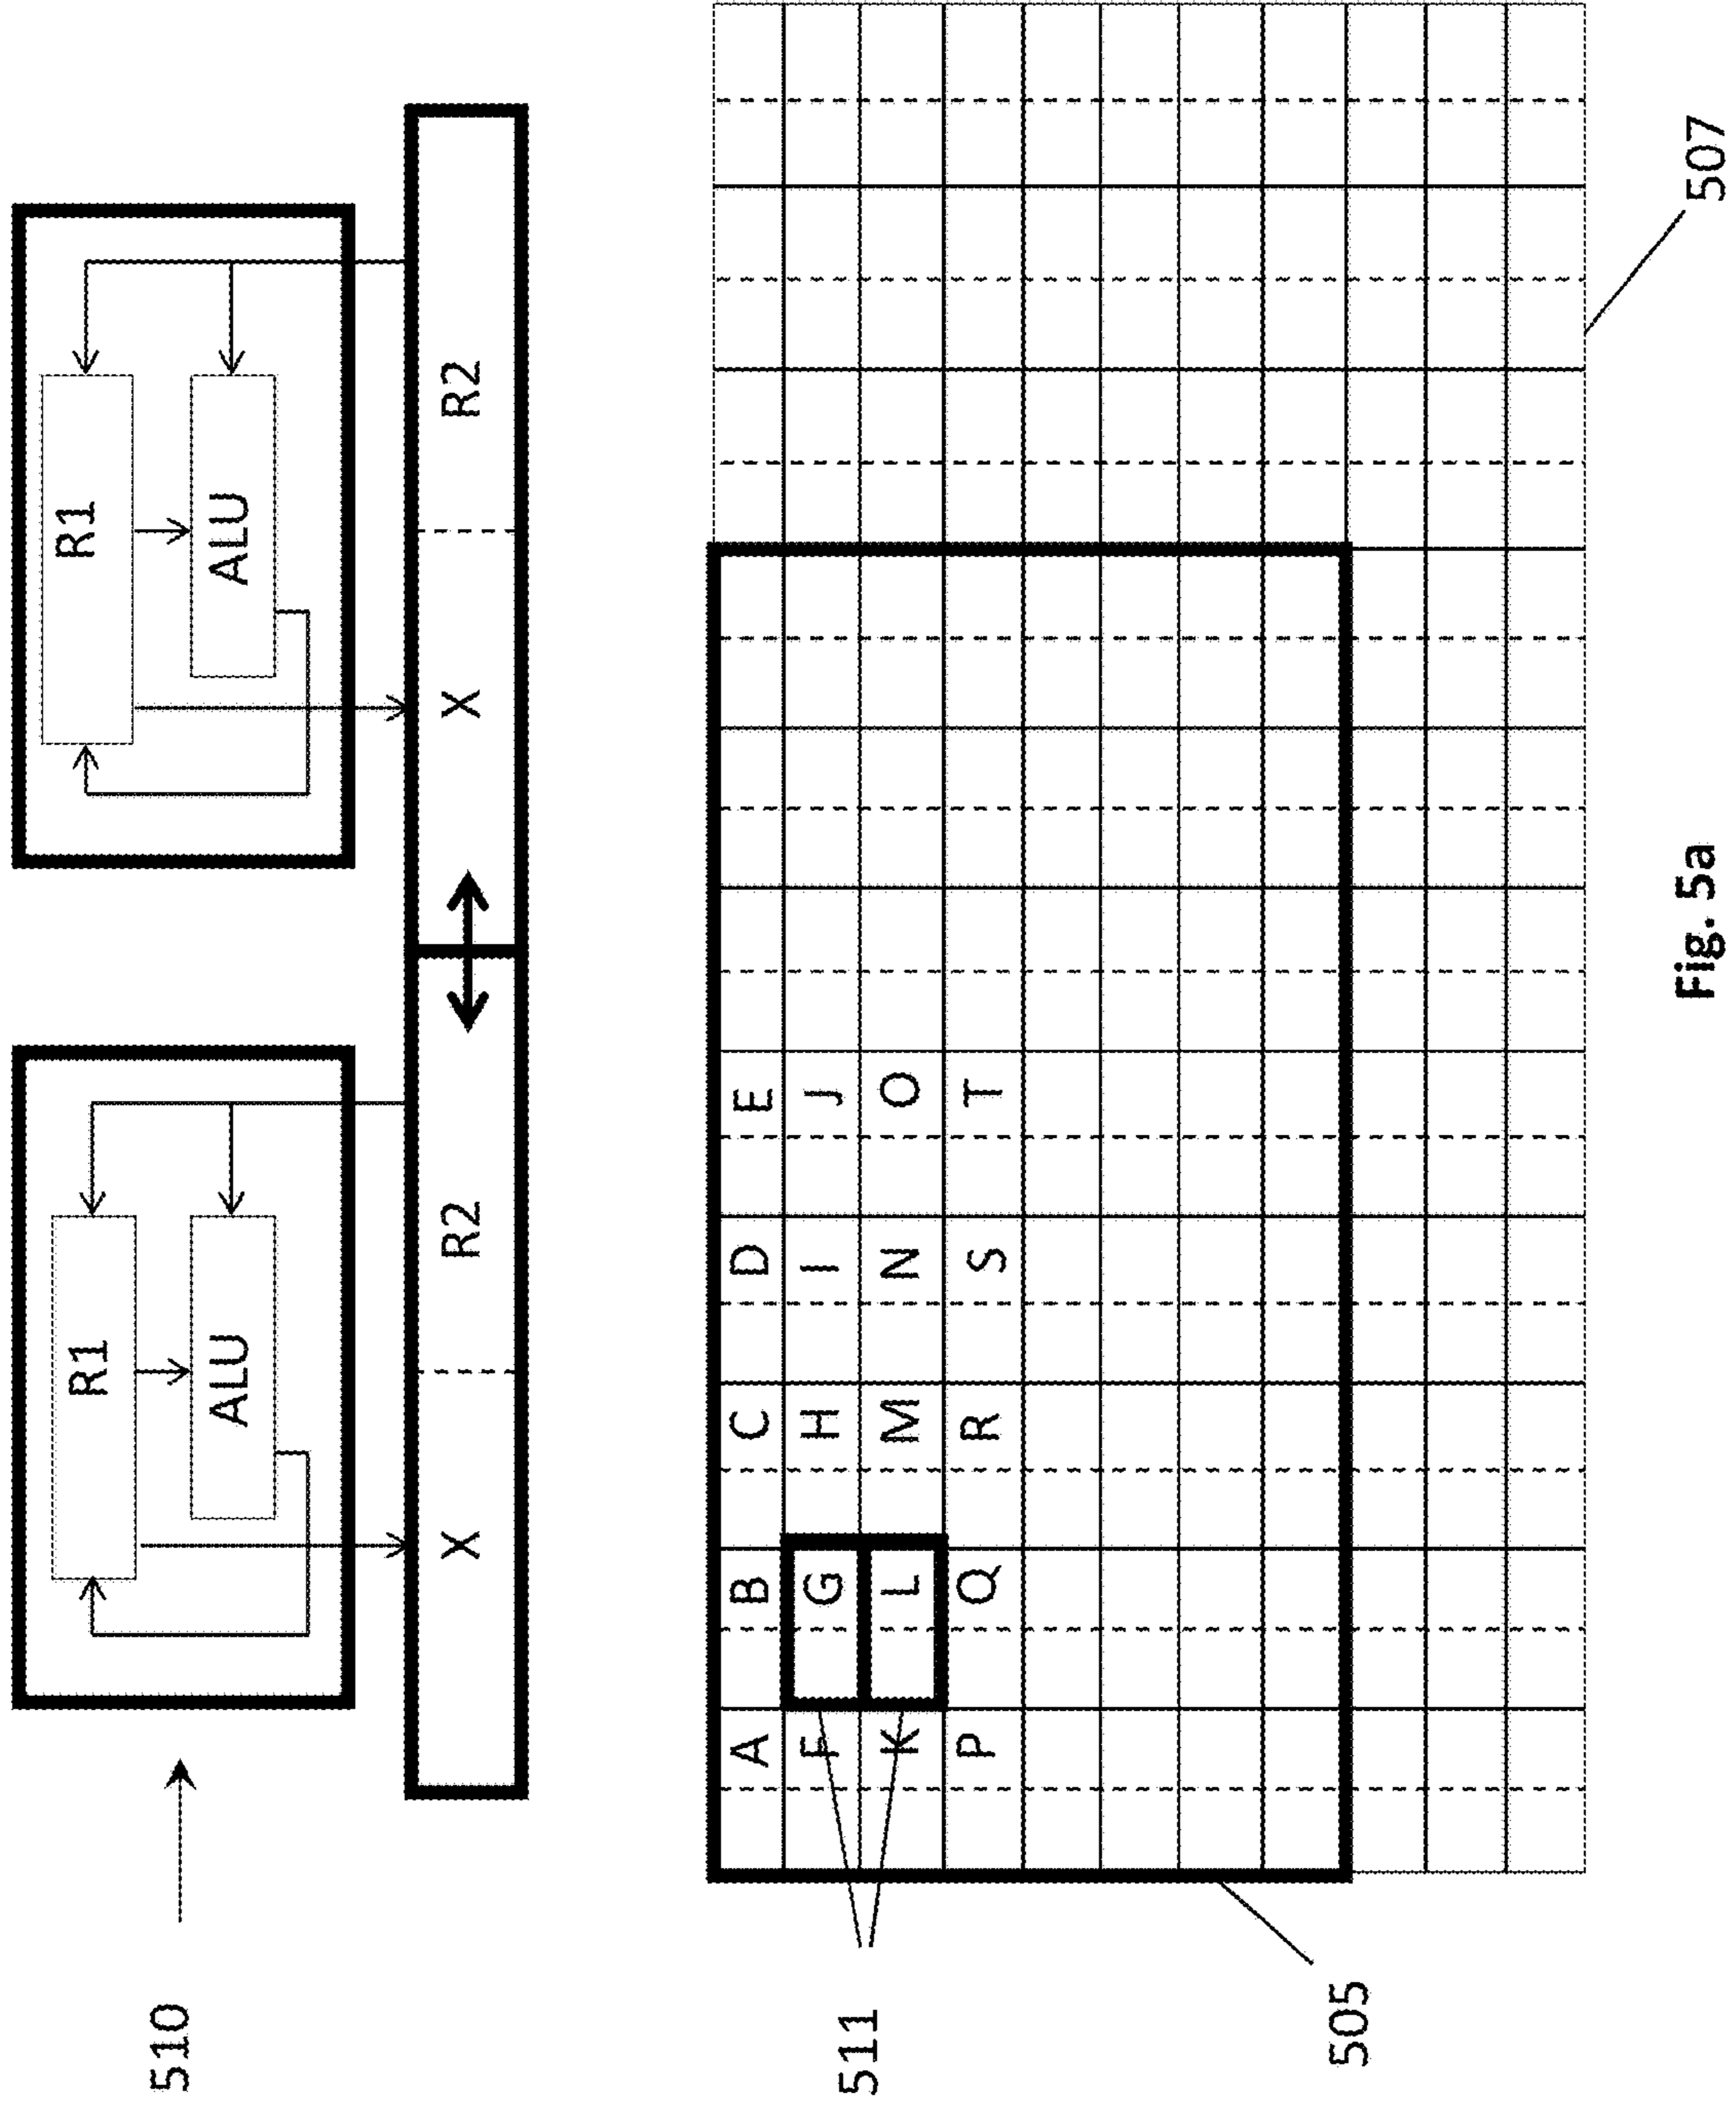 R1 R1
510
ALU ALU
X R2 X R2
A B C D E
F G H I J
511
K L M N O
P Q R S T
505
507
Fig. 5a